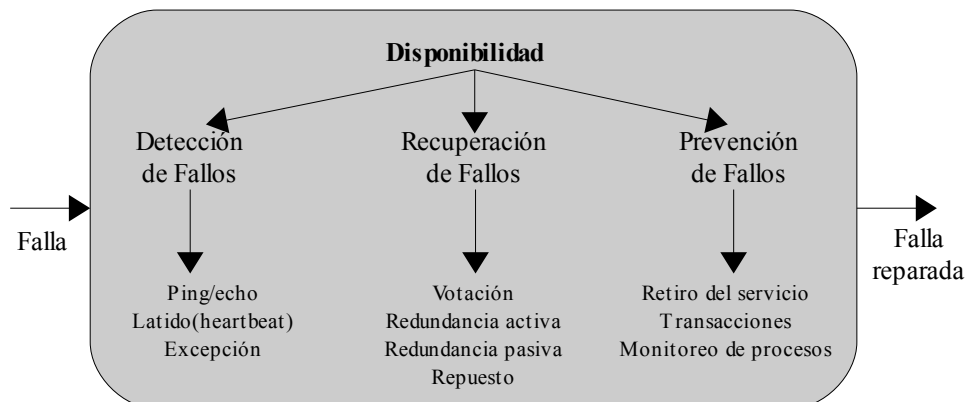 Disponibilidad
Detección
de Fallos
Recuperación
de Fallos
Prevención
de Fallos
Falla
Falla
reparada
Ping/echo
Latido(heartbeat)
Excepción
Votación
Redundancia activa
Redundancia pasiva
Repuesto
Retiro del servicio
Transacciones
Monitoreo de procesos